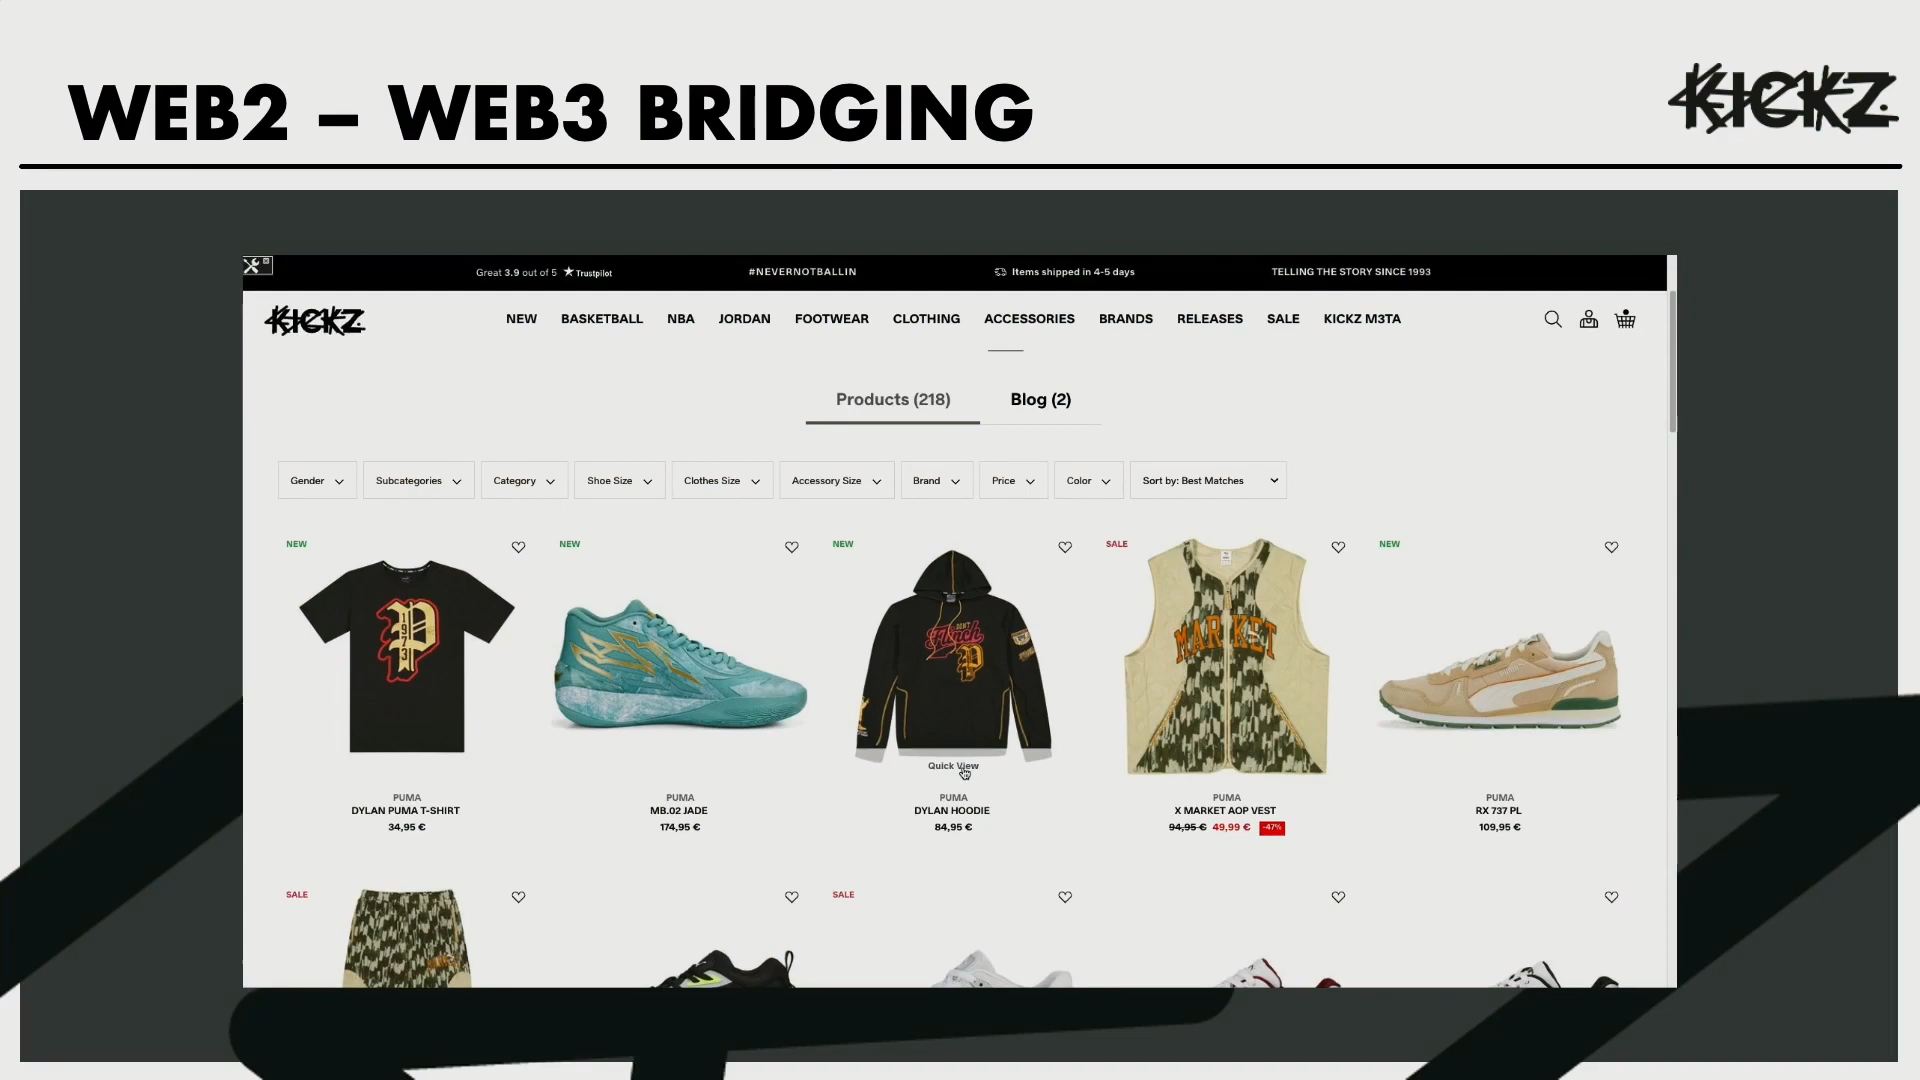 WEB2 – WEB3 BRIDGING
KICKZ
Great 3.9 out of 5 Trustpilot
#NEVERNOTBALLIN
Items shipped in 4-5 days
TELLING THE STORY SINCE 1993
KICKZ
NEW BASKETBALL NBA JORDAN FOOTWEAR CLOTHING ACCESSORIES BRANDS RELEASES SALE KICKZ M3TA
Products (218) Blog (2)
Gender Subcategories Category Shoe Size Clothes Size Accessory Size Brand Price Color Sort by: Best Matches
NEW
P
1973
PUMA
DYLAN PUMA T-SHIRT
34,95 €
NEW
PUMA
MB.02 JADE
174,95 €
NEW
DON'T
Flinch
P
Quick View
PUMA
DYLAN HOODIE
84,95 €
SALE
MARKET
PUMA
X MARKET AOP VEST
94,95 € 49,99 € -47%
NEW
PUMA
RX 737 PL
109,95 €
SALE
SALE